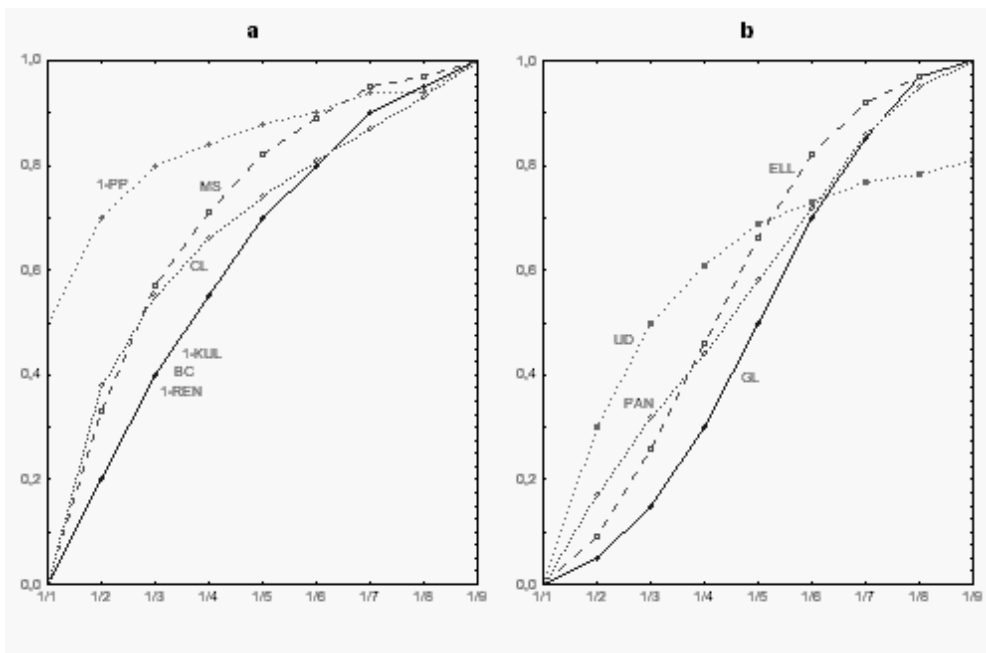 a
b
1,0
0,8
0,6
0,4
0,2
0,0
1-PP
MS
CL
1-KUL
BC
1-REN
1/1 1/2 1/3 1/4 1/5 1/6 1/7 1/8 1/9
1,0
0,8
0,6
0,4
0,2
0,0
ELL
UD
PAN
GL
1/1 1/2 1/3 1/4 1/5 1/6 1/7 1/8 1/9